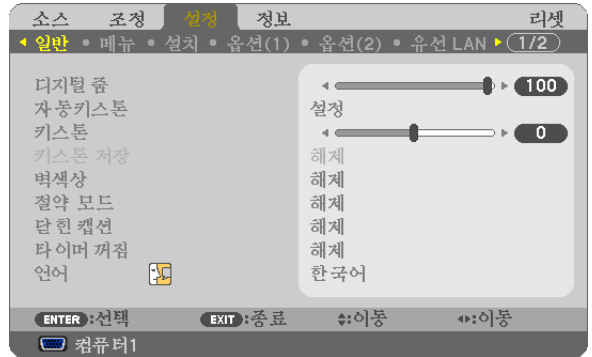 소스 조정 설정 정보 리셋
일반 • 메뉴 • 설치 • 옵션(1) • 옵션(2) • 유선 LAN 1/2
디지털 줌 100
자동키스톤 설정
키스톤 0
키스톤 저장 해제
벽색상 해제
절약 모드 해제
닫힌 캡션 해제
타이머 꺼짐 해제
언어 한국어
ENTER:선택 EXIT:종료 :이동 :이동
컴퓨터1